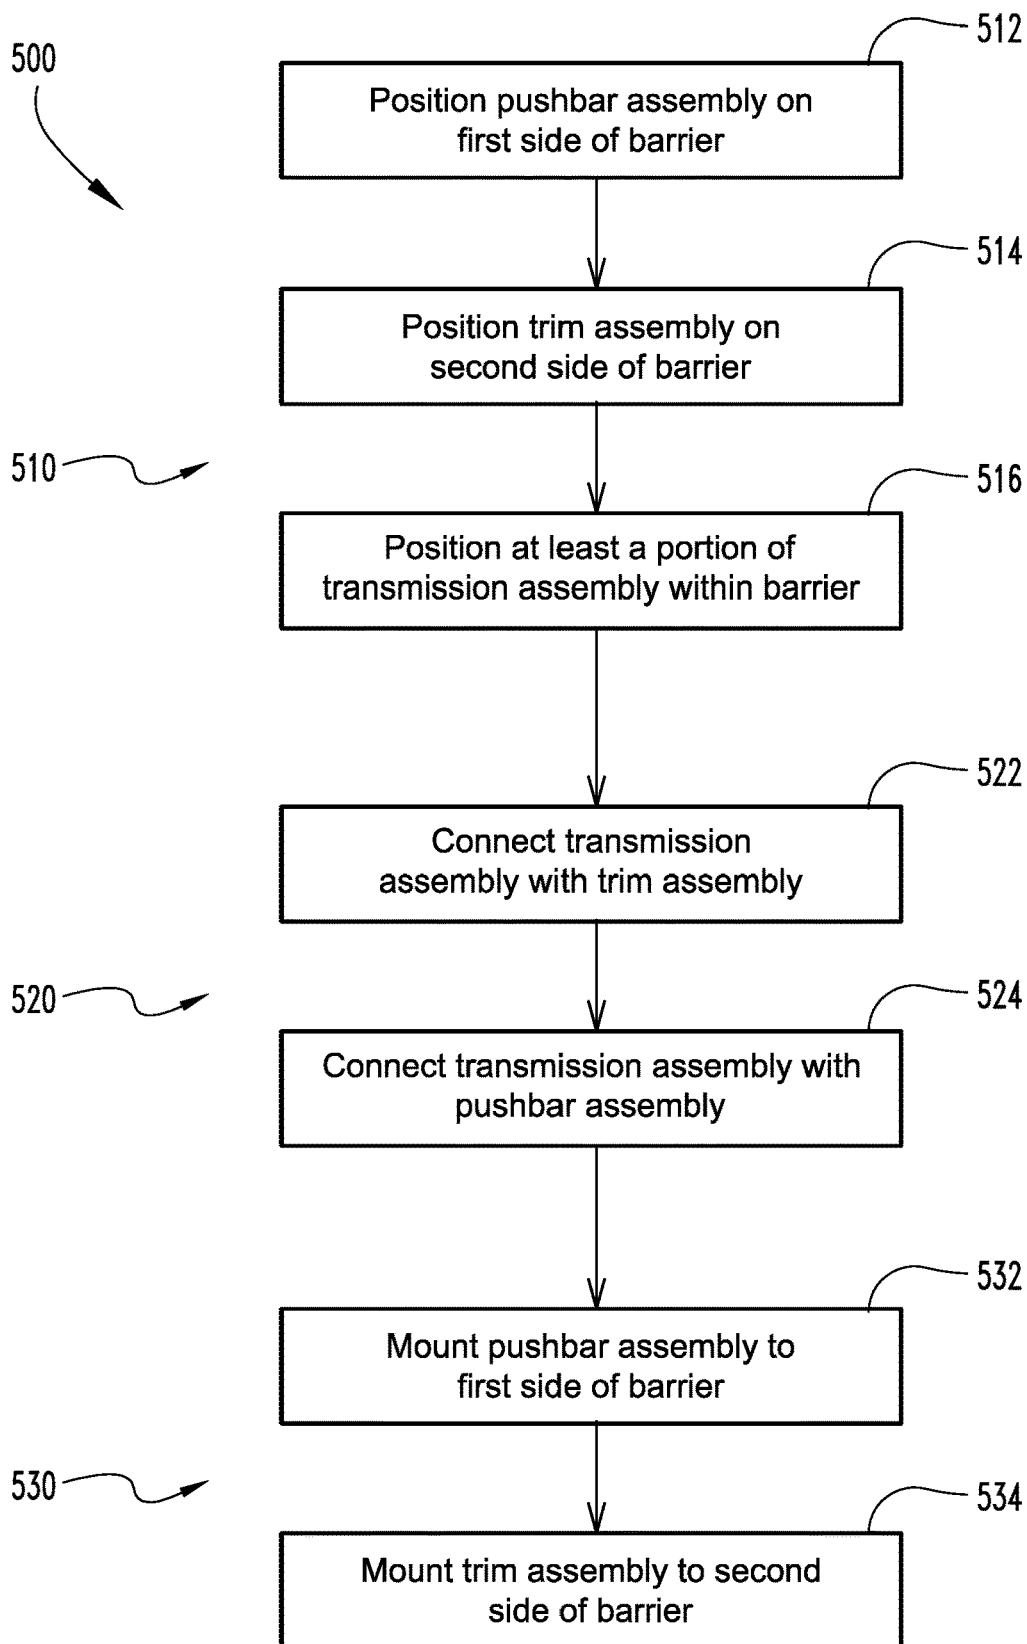 512
500
Position pushbar assembly on
first side of barrier
514
Position trim assembly on
second side of barrier
510
516
Position at least a portion of
transmission assembly within barrier
522
Connect transmission
assembly with trim assembly
520
524
Connect transmission assembly with
pushbar assembly
532
Mount pushbar assembly to
first side of barrier
530
534
Mount trim assembly to second
side of barrier